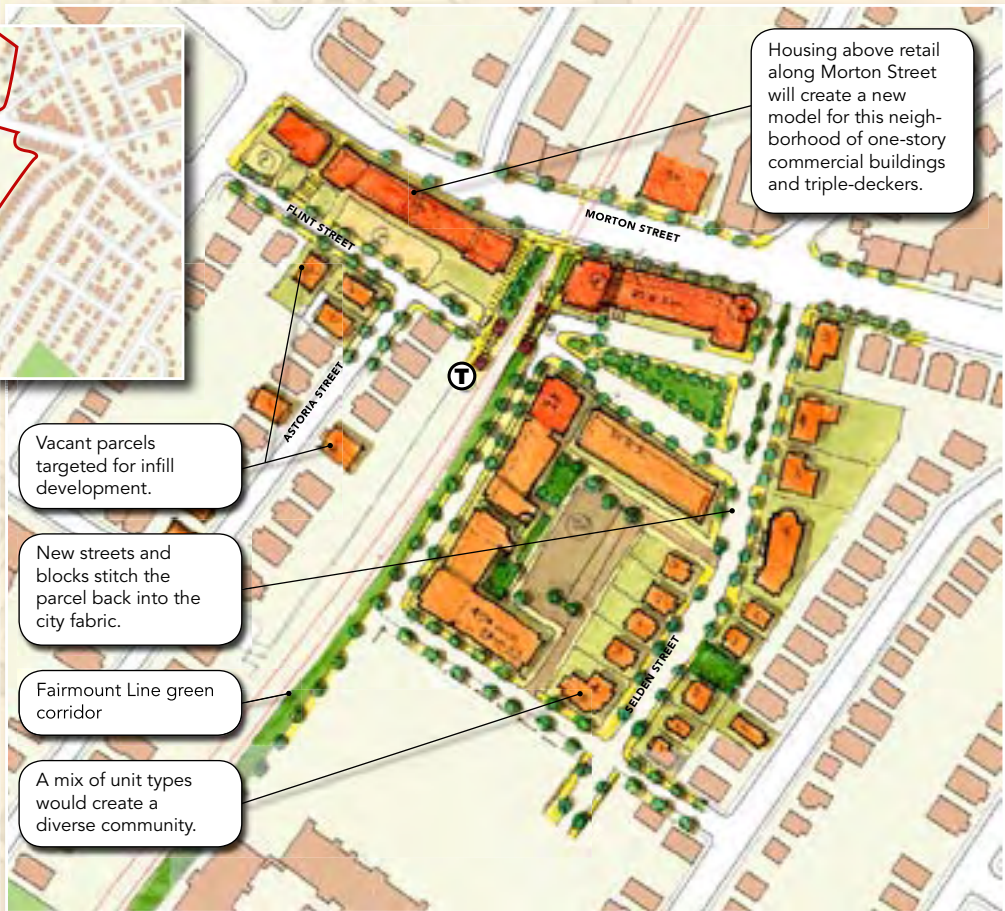 Housing above retail
along Morton Street
will create a new
model for this neigh-
borhood of one-story
commercial buildings
and triple-deckers.
MORTON STREET
FLINT STREET
T
ASTORIA STREET
Vacant parcels
targeted for infill
development.
New streets and
blocks stitch the
parcel back into the
city fabric.
SELDEN STREET
Fairmount Line green
corridor
A mix of unit types
would create a
diverse community.